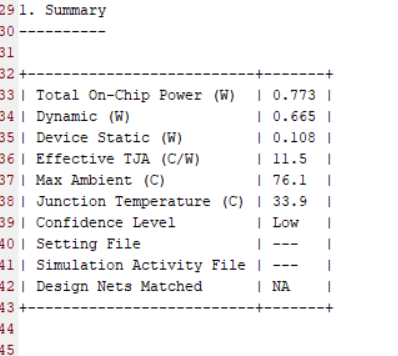 29 1. Summary
30 ----------
31
32 +--------------------------+-------+
33 | Total On-Chip Power (W)  | 0.773 |
34 | Dynamic (W)              | 0.665 |
35 | Device Static (W)        | 0.108 |
36 | Effective TJA (C/W)      | 11.5  |
37 | Max Ambient (C)          | 76.1  |
38 | Junction Temperature (C) | 33.9  |
39 | Confidence Level         | Low   |
40 | Setting File             | ---   |
41 | Simulation Activity File | ---   |
42 | Design Nets Matched      | NA    |
43 +--------------------------+-------+
44
45